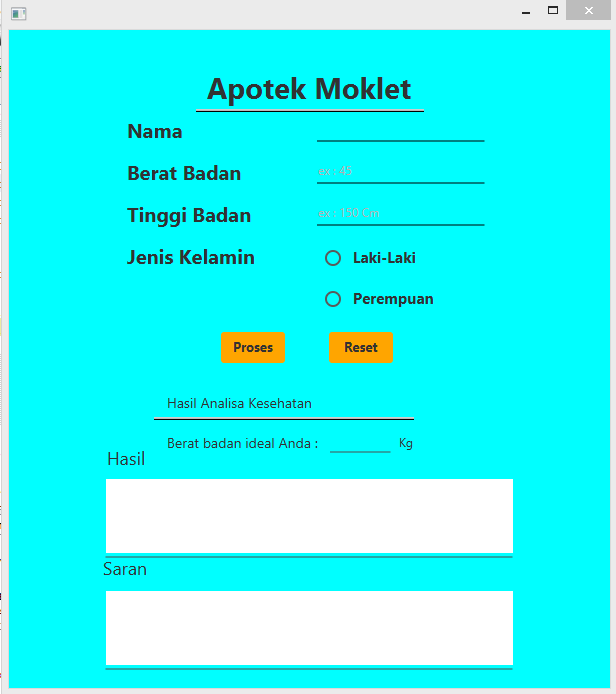 Apotek Moklet
Nama
Berat Badan ex : 45
Tinggi Badan ex : 150 Cm
Jenis Kelamin Laki-Laki
Perempuan
Proses Reset
Hasil Analisa Kesehatan
Berat badan ideal Anda : Kg
Hasil
Saran